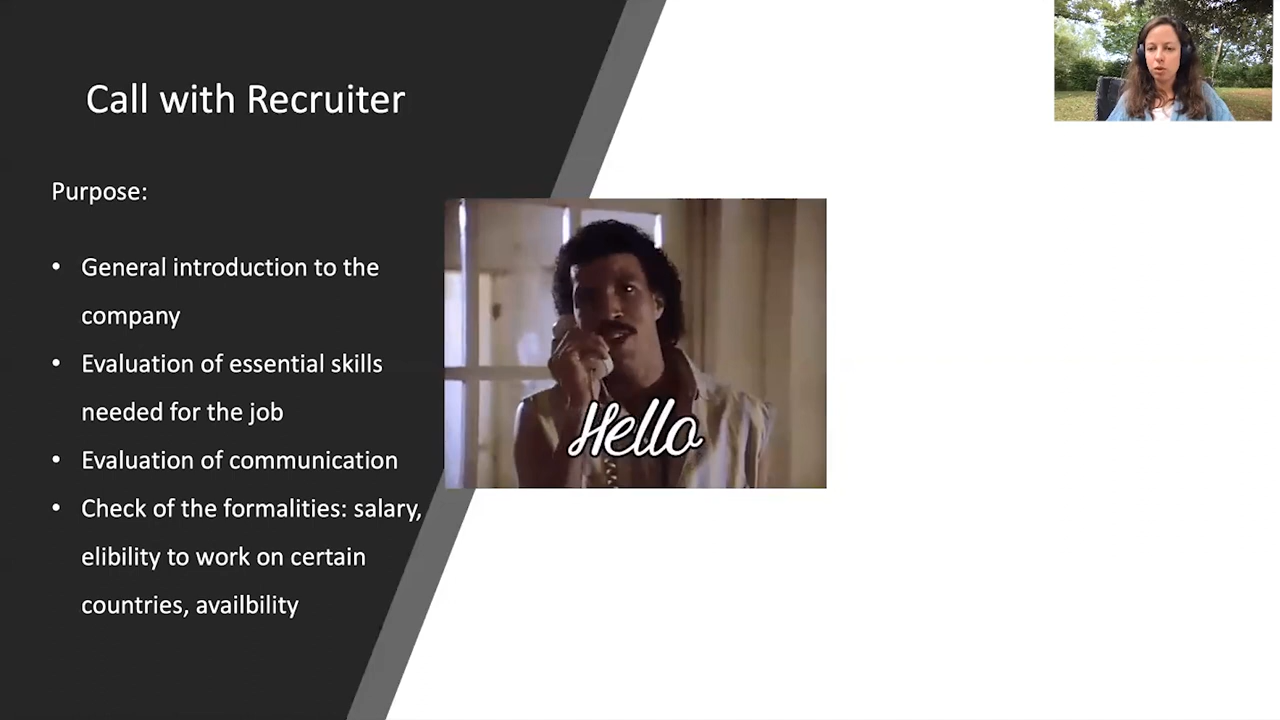 Call with Recruiter
Purpose:
• General introduction to the
company
• Evaluation of essential skills
needed for the job
• Evaluation of communication
• Check of the formalities: salary,
elibility to work on certain
countries, availbility
Hello